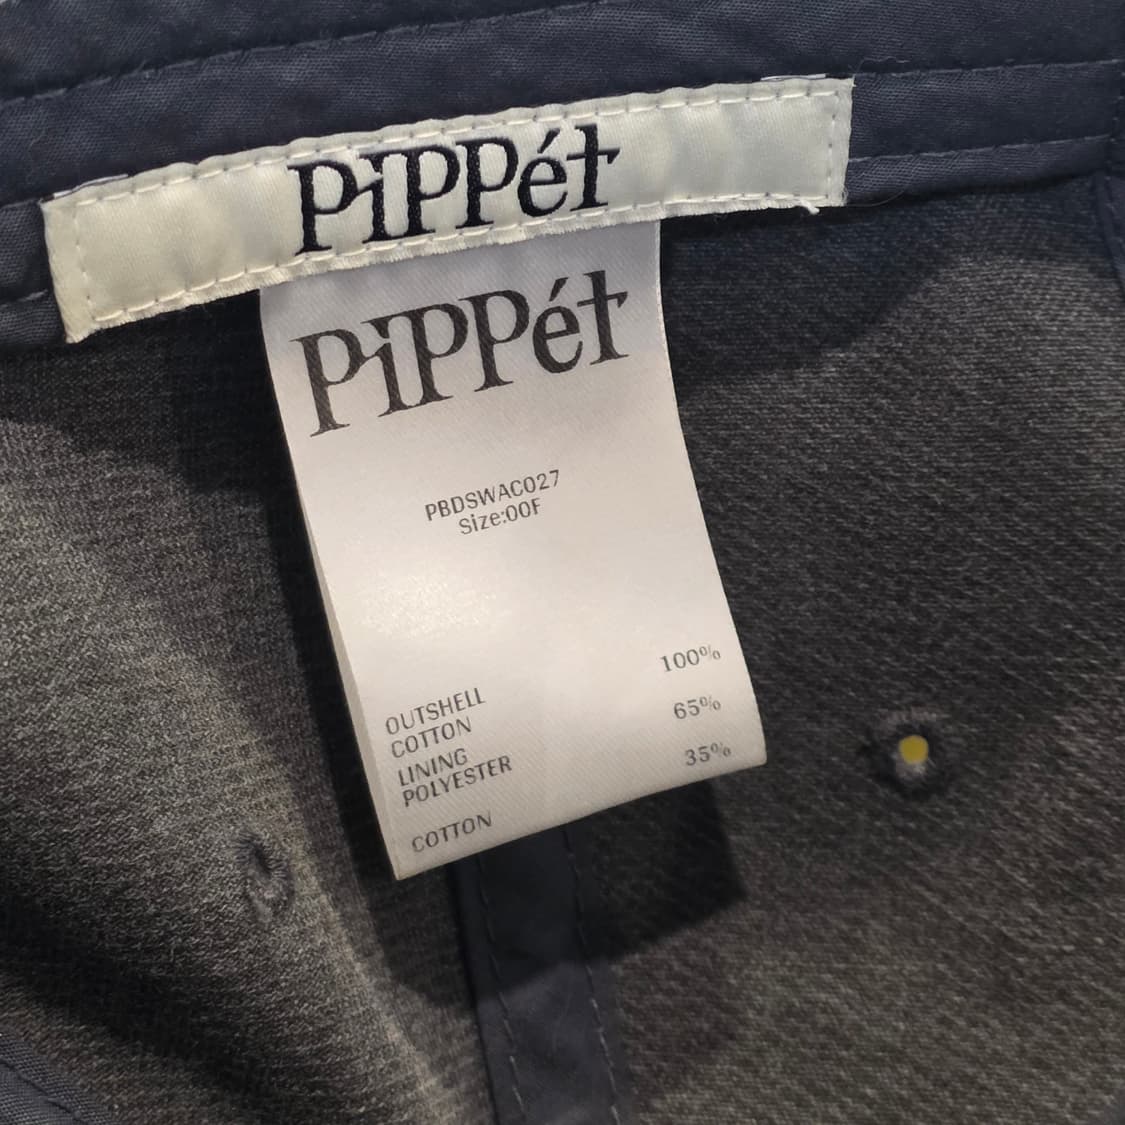 PiPPét
PiPPét
PBDSWAC027
Size:00F
OUTSHELL
COTTON 100%
LINING
POLYESTER 65%
COTTON 35%